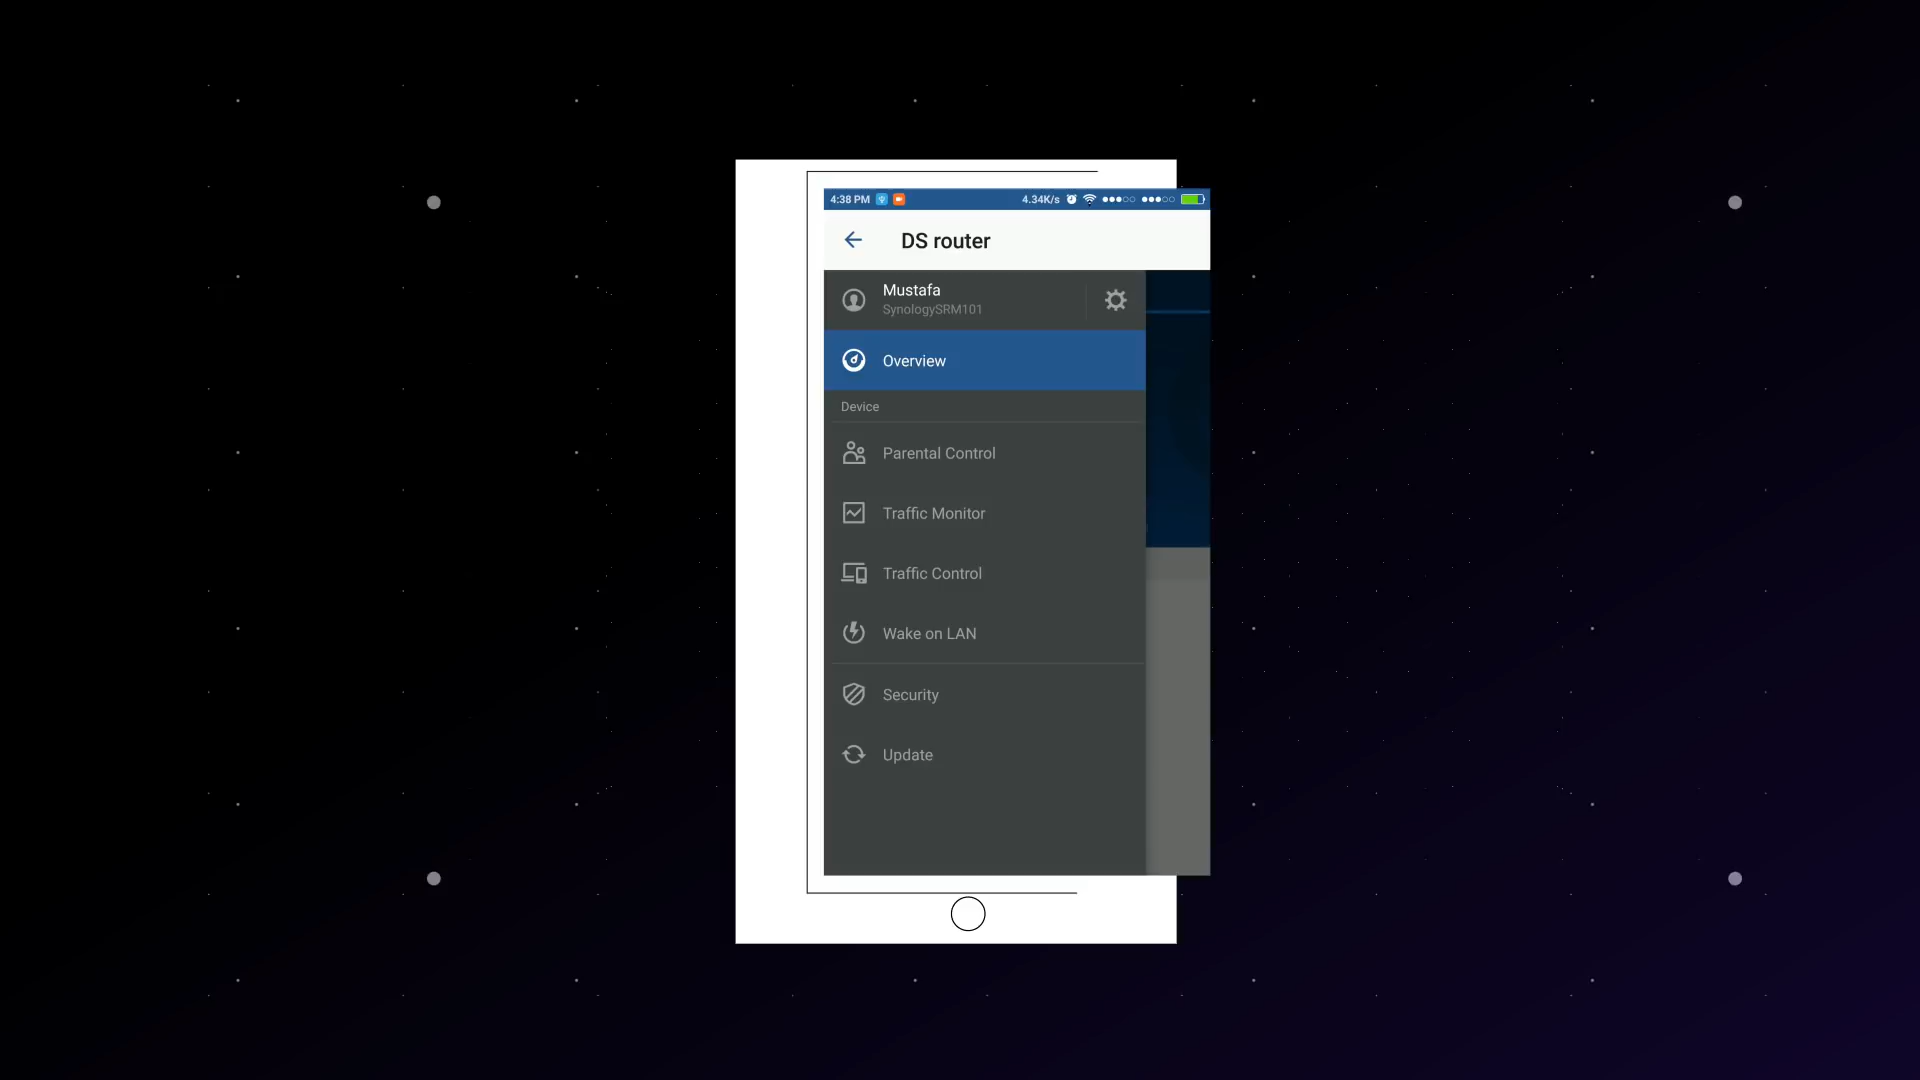 4:38 PM 4.34K/s
DS router
Mustafa
SynologySRM101
Overview
Device
Parental Control
Traffic Monitor
Traffic Control
Wake on LAN
Security
Update